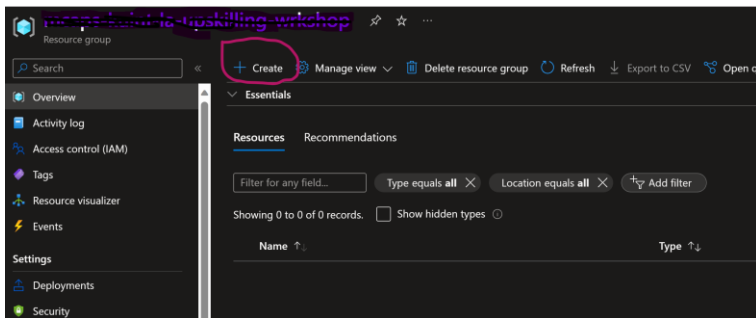 Resource group
Search
«
+ Create
Manage view
Delete resource group
Refresh
Export to CSV
Open
Overview
Activity log
Access control (IAM)
Tags
Resource visualizer
Events
Settings
Deployments
Security
Essentials
Resources
Recommendations
Filter for any field...
Type equals all
Location equals all
Add filter
Showing 0 to 0 of 0 records.
Show hidden types
Name
Type